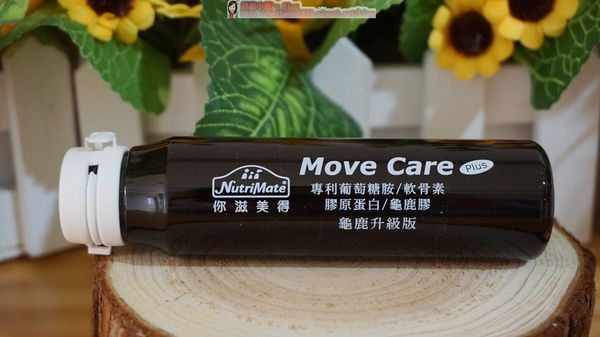 NutriMate
你滋美得
Move Care Plus
專利葡萄糖胺/軟骨素
膠原蛋白/龜鹿膠
龜鹿升級版